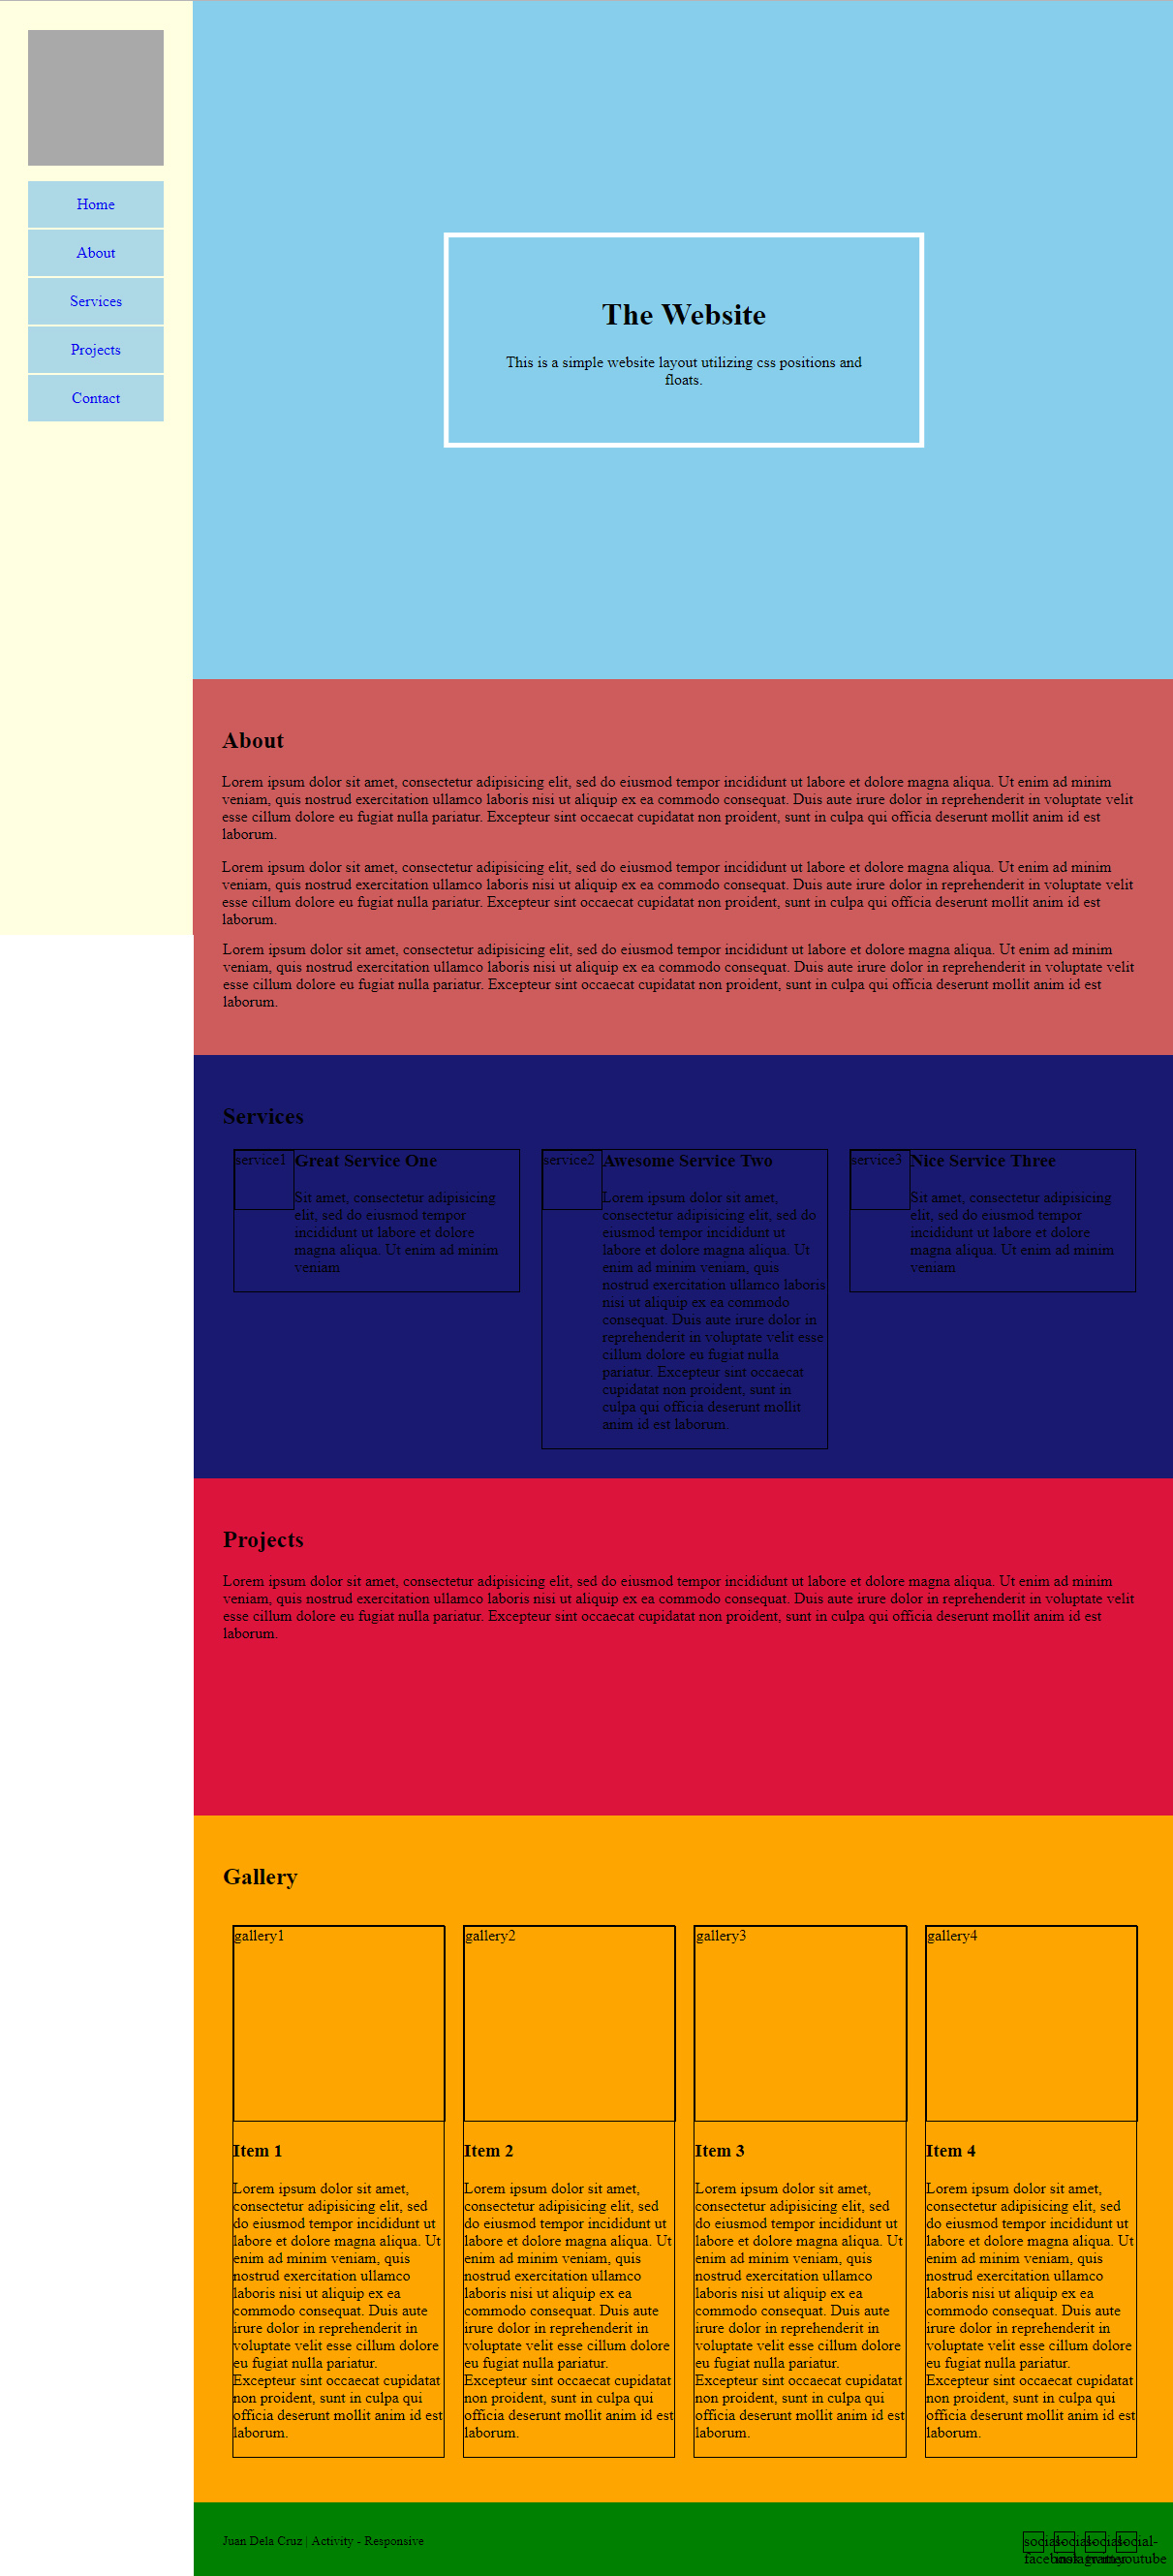 Home
About
Services
Projects
Contact
The Website
This is a simple website layout utilizing css positions and
floats.
About
Lorem ipsum dolor sit amet, consectetur adipisicing elit, sed do eiusmod tempor incididunt ut labore et dolore magna aliqua. Ut enim ad minim
veniam, quis nostrud exercitation ullamco laboris nisi ut aliquip ex ea commodo consequat. Duis aute irure dolor in reprehenderit in voluptate velit
esse cillum dolore eu fugiat nulla pariatur. Excepteur sint occaecat cupidatat non proident, sunt in culpa qui officia deserunt mollit anim id est
laborum.
Lorem ipsum dolor sit amet, consectetur adipisicing elit, sed do eiusmod tempor incididunt ut labore et dolore magna aliqua. Ut enim ad minim
veniam, quis nostrud exercitation ullamco laboris nisi ut aliquip ex ea commodo consequat. Duis aute irure dolor in reprehenderit in voluptate velit
esse cillum dolore eu fugiat nulla pariatur. Excepteur sint occaecat cupidatat non proident, sunt in culpa qui officia deserunt mollit anim id est
laborum.
Lorem ipsum dolor sit amet, consectetur adipisicing elit, sed do eiusmod tempor incididunt ut labore et dolore magna aliqua. Ut enim ad minim
veniam, quis nostrud exercitation ullamco laboris nisi ut aliquip ex ea commodo consequat. Duis aute irure dolor in reprehenderit in voluptate velit
esse cillum dolore eu fugiat nulla pariatur. Excepteur sint occaecat cupidatat non proident, sunt in culpa qui officia deserunt mollit anim id est
laborum.
Services
service1
Great Service One
Sit amet, consectetur adipisicing
elit, sed do eiusmod tempor
incididunt ut labore et dolore
magna aliqua. Ut enim ad minim
veniam
service2
Awesome Service Two
Lorem ipsum dolor sit amet,
consectetur adipisicing elit, sed do
eiusmod tempor incididunt ut
labore et dolore magna aliqua. Ut
enim ad minim veniam, quis
nostrud exercitation ullamco laboris
nisi ut aliquip ex ea commodo
consequat. Duis aute irure dolor in
reprehenderit in voluptate velit esse
cillum dolore eu fugiat nulla
pariatur. Excepteur sint occaecat
cupidatat non proident, sunt in
culpa qui officia deserunt mollit
anim id est laborum.
service3
Nice Service Three
Sit amet, consectetur adipisicing
elit, sed do eiusmod tempor
incididunt ut labore et dolore
magna aliqua. Ut enim ad minim
veniam
Projects
Lorem ipsum dolor sit amet, consectetur adipisicing elit, sed do eiusmod tempor incididunt ut labore et dolore magna aliqua. Ut enim ad minim
veniam, quis nostrud exercitation ullamco laboris nisi ut aliquip ex ea commodo consequat. Duis aute irure dolor in reprehenderit in voluptate velit
esse cillum dolore eu fugiat nulla pariatur. Excepteur sint occaecat cupidatat non proident, sunt in culpa qui officia deserunt mollit anim id est
laborum.
Gallery
gallery1
Item 1
Lorem ipsum dolor sit amet,
consectetur adipisicing elit, sed
do eiusmod tempor incididunt ut
labore et dolore magna aliqua. Ut
enim ad minim veniam, quis
nostrud exercitation ullamco
laboris nisi ut aliquip ex ea
commodo consequat. Duis aute
irure dolor in reprehenderit in
voluptate velit esse cillum dolore
eu fugiat nulla pariatur.
Excepteur sint occaecat cupidatat
non proident, sunt in culpa qui
officia deserunt mollit anim id est
laborum.
gallery2
Item 2
Lorem ipsum dolor sit amet,
consectetur adipisicing elit, sed
do eiusmod tempor incididunt ut
labore et dolore magna aliqua. Ut
enim ad minim veniam, quis
nostrud exercitation ullamco
laboris nisi ut aliquip ex ea
commodo consequat. Duis aute
irure dolor in reprehenderit in
voluptate velit esse cillum dolore
eu fugiat nulla pariatur.
Excepteur sint occaecat cupidatat
non proident, sunt in culpa qui
officia deserunt mollit anim id est
laborum.
gallery3
Item 3
Lorem ipsum dolor sit amet,
consectetur adipisicing elit, sed
do eiusmod tempor incididunt ut
labore et dolore magna aliqua. Ut
enim ad minim veniam, quis
nostrud exercitation ullamco
laboris nisi ut aliquip ex ea
commodo consequat. Duis aute
irure dolor in reprehenderit in
voluptate velit esse cillum dolore
eu fugiat nulla pariatur.
Excepteur sint occaecat cupidatat
non proident, sunt in culpa qui
officia deserunt mollit anim id est
laborum.
gallery4
Item 4
Lorem ipsum dolor sit amet,
consectetur adipisicing elit, sed
do eiusmod tempor incididunt ut
labore et dolore magna aliqua. Ut
enim ad minim veniam, quis
nostrud exercitation ullamco
laboris nisi ut aliquip ex ea
commodo consequat. Duis aute
irure dolor in reprehenderit in
voluptate velit esse cillum dolore
eu fugiat nulla pariatur.
Excepteur sint occaecat cupidatat
non proident, sunt in culpa qui
officia deserunt mollit anim id est
laborum.
Juan Dela Cruz | Activity - Responsive
social-
youtube